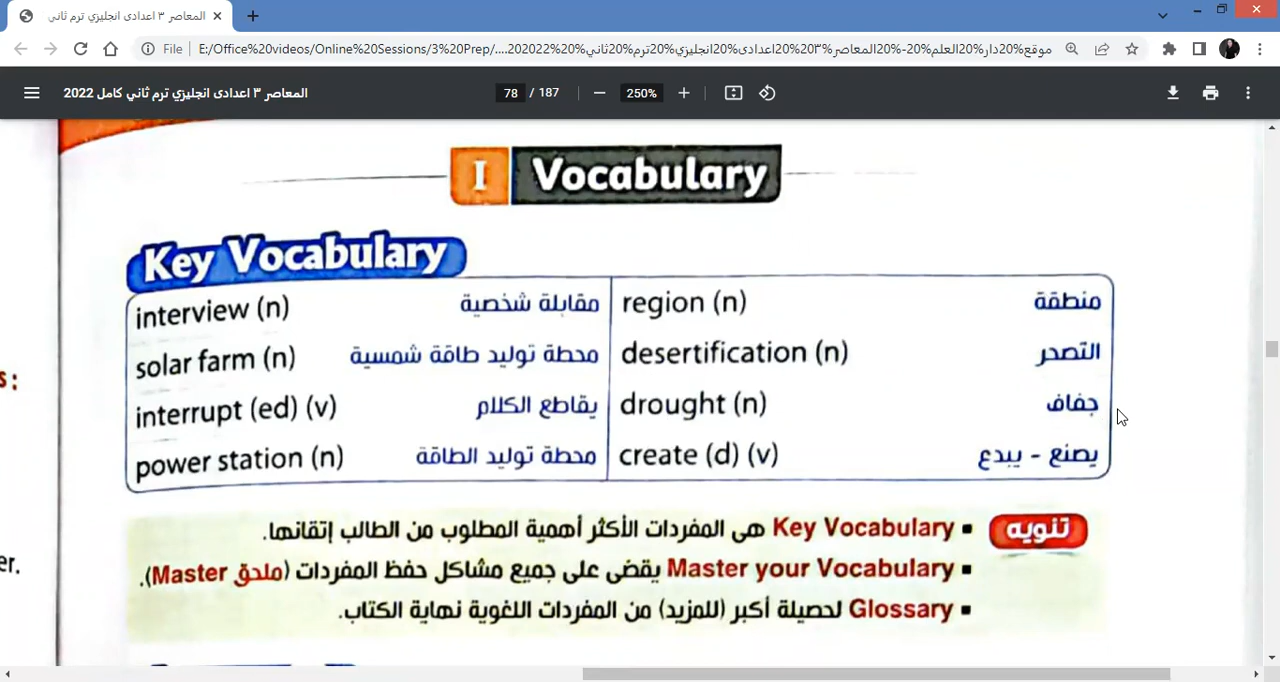 المعاصر ٣ اعدادى انجليزي ترم ثاني
File
E:/Office%20videos/Online%20Sessions/3%20Prep/....موقع%20دار%20العلم%20-%20المعاصر%20٣%20اعدادى%20انجليزي%20ترم%20ثاني%202022
المعاصر ٣ اعدادى انجليزي ترم ثاني كامل 2022
78 / 187
250%
I Vocabulary
Key Vocabulary
interview (n) مقابلة شخصية region (n) منطقة
solar farm (n) محطة توليد طاقة شمسية desertification (n) التصحر
interrupt (ed) (v) يقاطع الكلام drought (n) جفاف
power station (n) محطة توليد الطاقة create (d) (v) يصنع - يبدع
s :
er.
تنويه
▪ Key Vocabulary هى المفردات الأكثر أهمية المطلوب من الطالب إتقانها.
▪ Master your Vocabulary يقضى على جميع مشاكل حفظ المفردات (ملحق Master).
▪ Glossary لحصيلة أكبر (للمزيد) من المفردات اللغوية نهاية الكتاب.